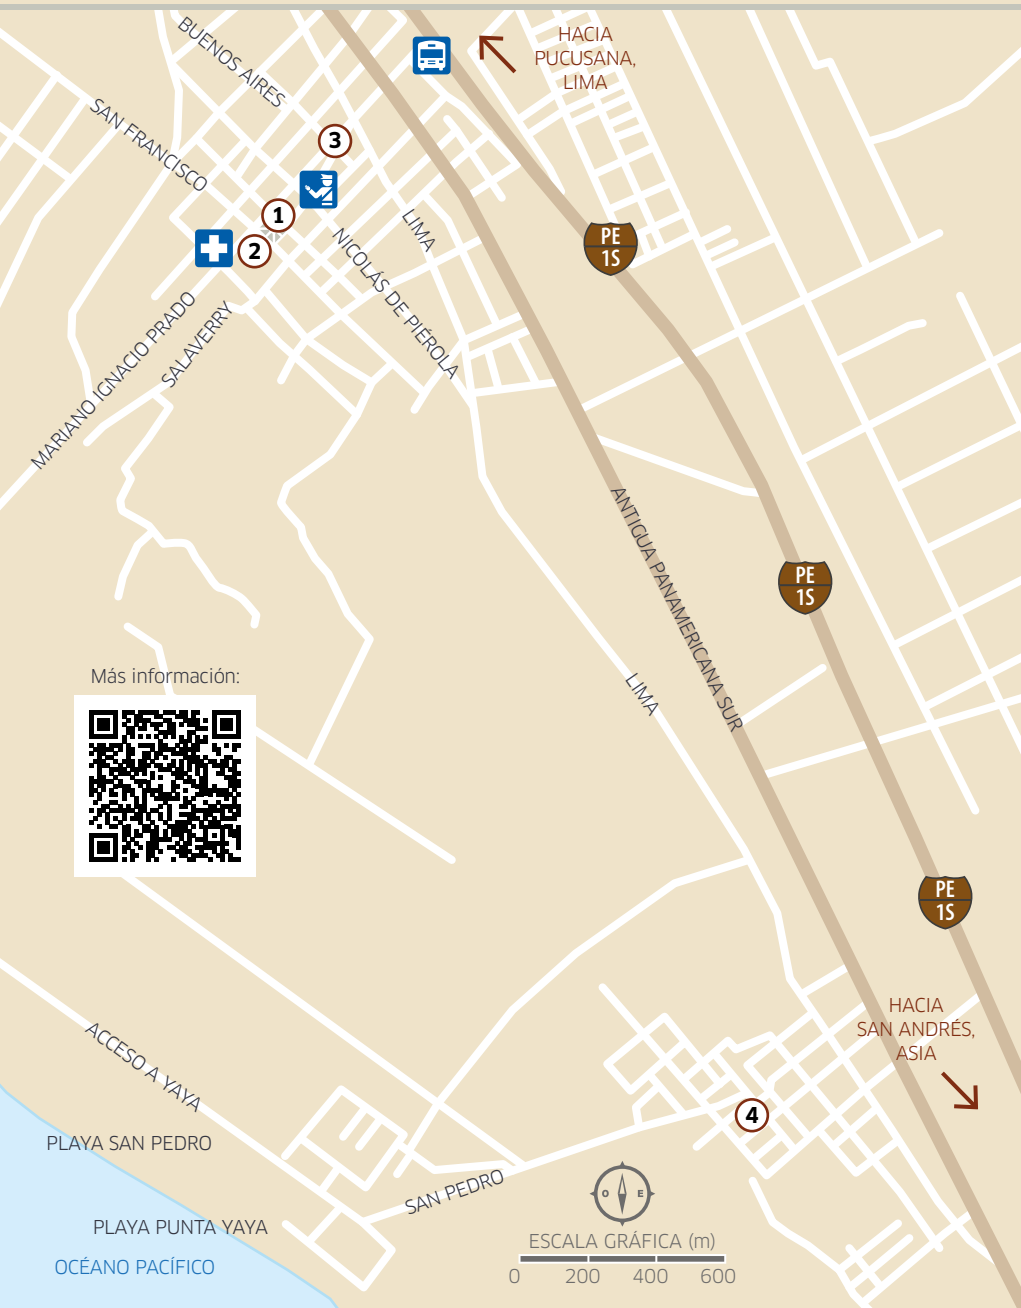 BUENOS AIRES
HACIA
PUCUSANA,
LIMA
SAN FRANCISCO
3
1
2
LIMA
NICOLÁS DE PIÉROLA
PE
1S
MARIANO IGNACIO PRADO
SALAVERRY
ANTIGUA PANAMERICANA SUR
PE
1S
Más información:
LIMA
PE
1S
HACIA
SAN ANDRÉS,
ASIA
ACCESO A YAYA
4
PLAYA SAN PEDRO
SAN PEDRO
O E
PLAYA PUNTA YAYA
ESCALA GRÁFICA (m)
OCÉANO PACÍFICO
0 200 400 600